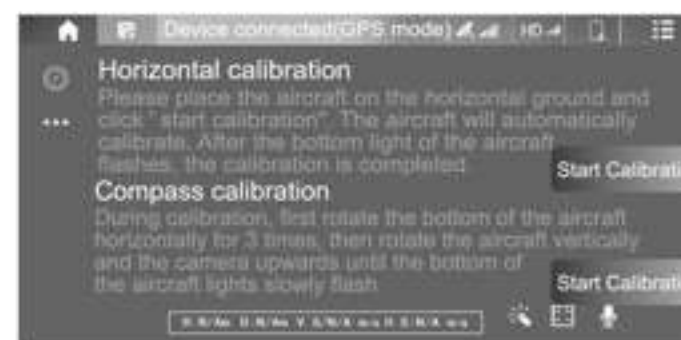 Device connected(GPS mode) HD
Horizontal calibration
Please place the aircraft on the horizontal ground and
click " start calibration". The aircraft will automatically
calibrate. After the bottom light of the aircraft
flashes, the calibration is completed
Start Calibrati
Compass calibration
During calibration, first rotate the bottom of the aircraft
horizontally for 3 times, then rotate the aircraft vertically
and the camera upwards until the bottom of
the aircraft lights slowly flash
Start Calibrati